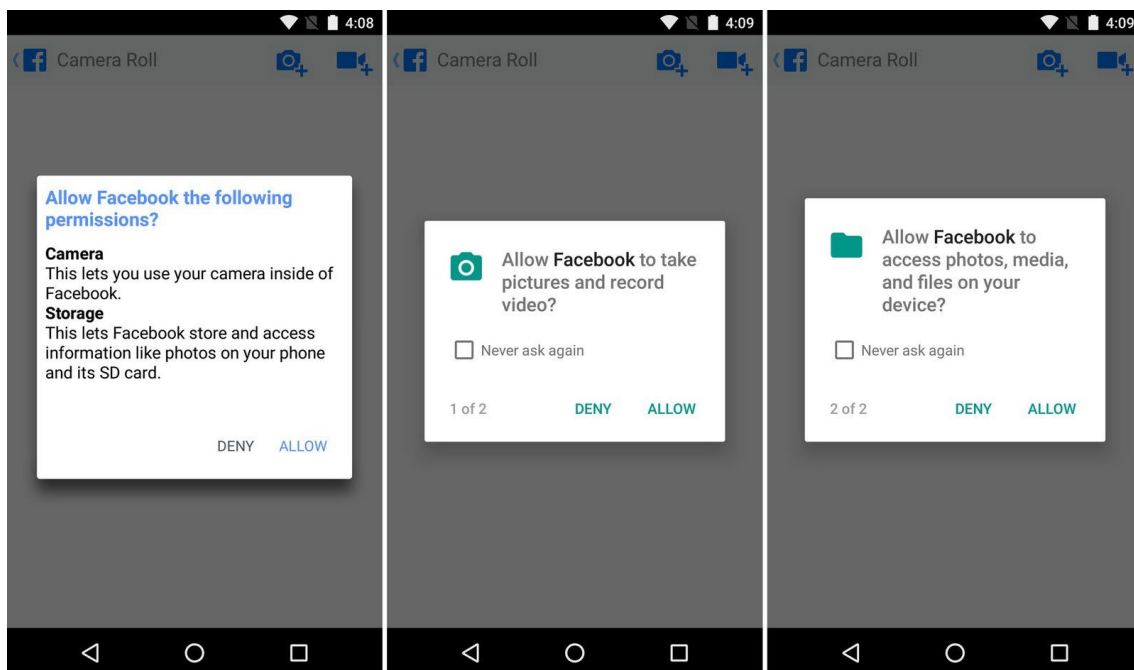 4:08
Camera Roll
Allow Facebook the following
permissions?
Camera
This lets you use your camera inside of
Facebook.
Storage
This lets Facebook store and access
information like photos on your phone
and its SD card.
DENY ALLOW
4:09
Camera Roll
Allow Facebook to take
pictures and record
video?
Never ask again
1 of 2 DENY ALLOW
4:09
Camera Roll
Allow Facebook to
access photos, media,
and files on your
device?
Never ask again
2 of 2 DENY ALLOW